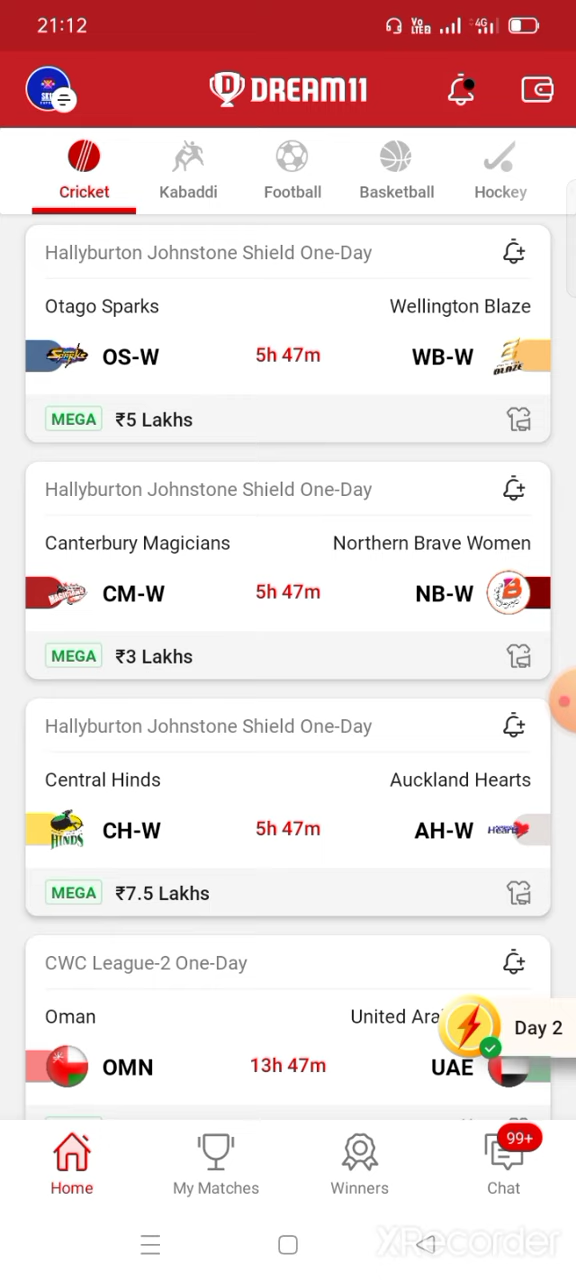 21:12
Vo LTEB 4G
DREAM11
Cricket Kabaddi Football Basketball Hockey
Hallyburton Johnstone Shield One-Day
Otago Sparks Wellington Blaze
OS-W 5h 47m WB-W
MEGA ₹5 Lakhs
Hallyburton Johnstone Shield One-Day
Canterbury Magicians Northern Brave Women
CM-W 5h 47m NB-W
MEGA ₹3 Lakhs
Hallyburton Johnstone Shield One-Day
Central Hinds Auckland Hearts
CH-W 5h 47m AH-W
MEGA ₹7.5 Lakhs
CWC League-2 One-Day
Oman United Ara
Day 2
OMN 13h 47m UAE
99+
Home My Matches Winners Chat
XRecorder